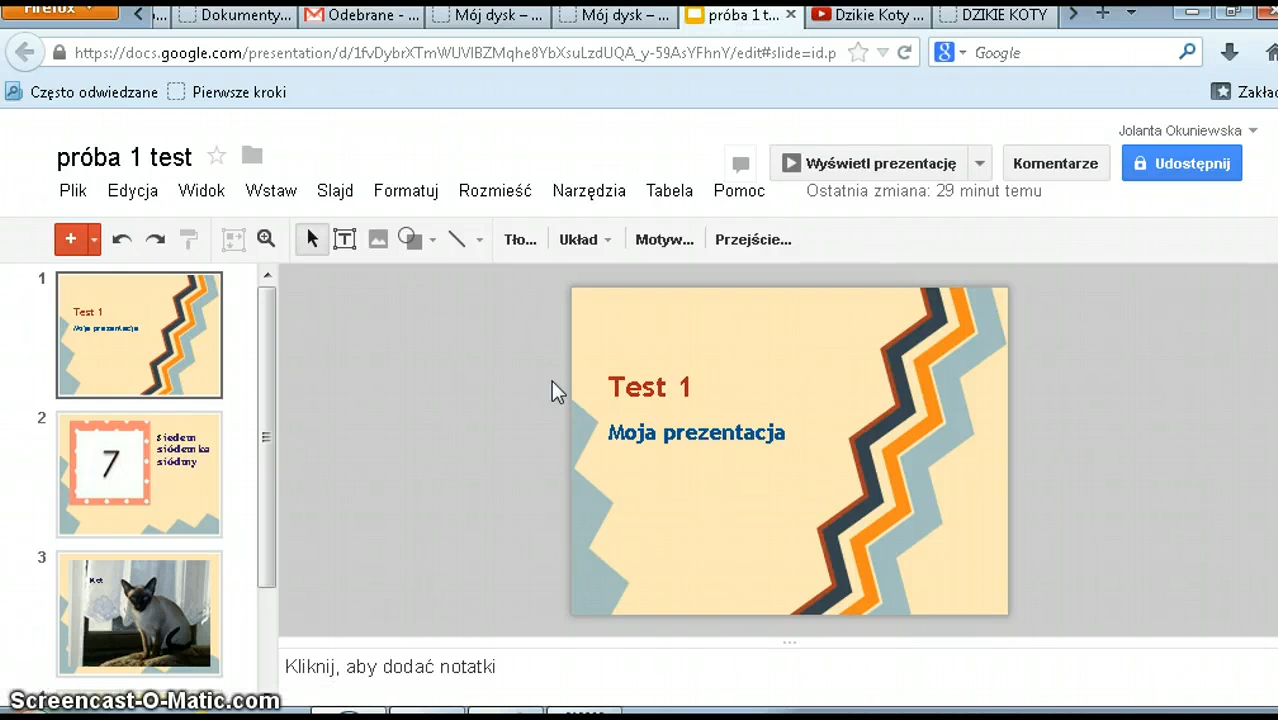 Firefox
Dokumenty...
Odebrane - ...
Mój dysk – ...
Mój dysk – ...
próba 1 t...
Dzikie Koty ...
DZIKIE KOTY
https://docs.google.com/presentation/d/1fvDybrXTmWUVlBZMqhe8YbXsuLzdUQA_y-59AsYFhnY/edit#slide=id.p
Google
Często odwiedzane
Pierwsze kroki
Zakład
Jolanta Okuniewska
próba 1 test
Wyświetl prezentację
Komentarze
Udostępnij
Plik Edycja Widok Wstaw Slajd Formatuj Rozmieść Narzędzia Tabela Pomoc
Ostatnia zmiana: 29 minut temu
Tło...
Układ
Motyw...
Przejście...
1
Test 1
Moja prezentacja
2
7
siedem
siódemka
siódmy
3
Kot
Test 1
Moja prezentacja
Kliknij, aby dodać notatki
Screencast-O-Matic.com